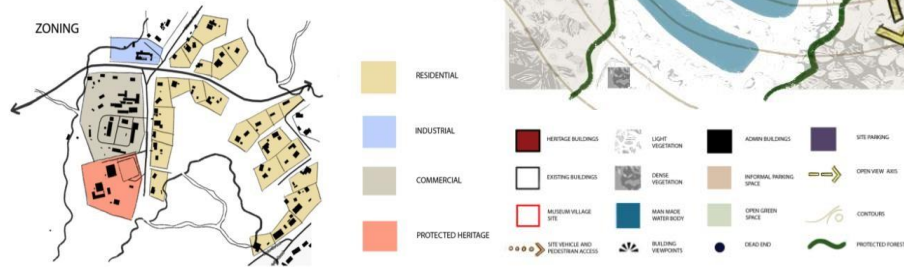 ZONING
RESIDENTIAL
INDUSTRIAL
COMMERCIAL
PROTECTED HERITAGE
HERITAGE BUILDINGS
LIGHT
VEGETATION
ADMIN BUILDINGS
SITE PARKING
EXISTING BUILDINGS
DENSE
VEGETATION
INFORMAL PARKING
SPACE
OPEN VIEW AXIS
MUSEUM VILLAGE
SITE
MAN MADE
WATER BODY
OPEN GREEN
SPACE
CONTOURS
SITE VEHICLE AND
PEDESTRIAN ACCESS
BUILDING
VIEWPOINTS
DEAD END
PROTECTED FOREST